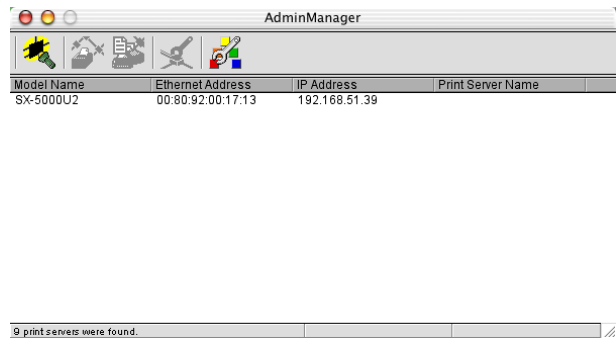 AdminManager
Model Name Ethernet Address IP Address Print Server Name
SX-5000U2 00:80:92:00:17:13 192.168.51.39
9 print servers were found.